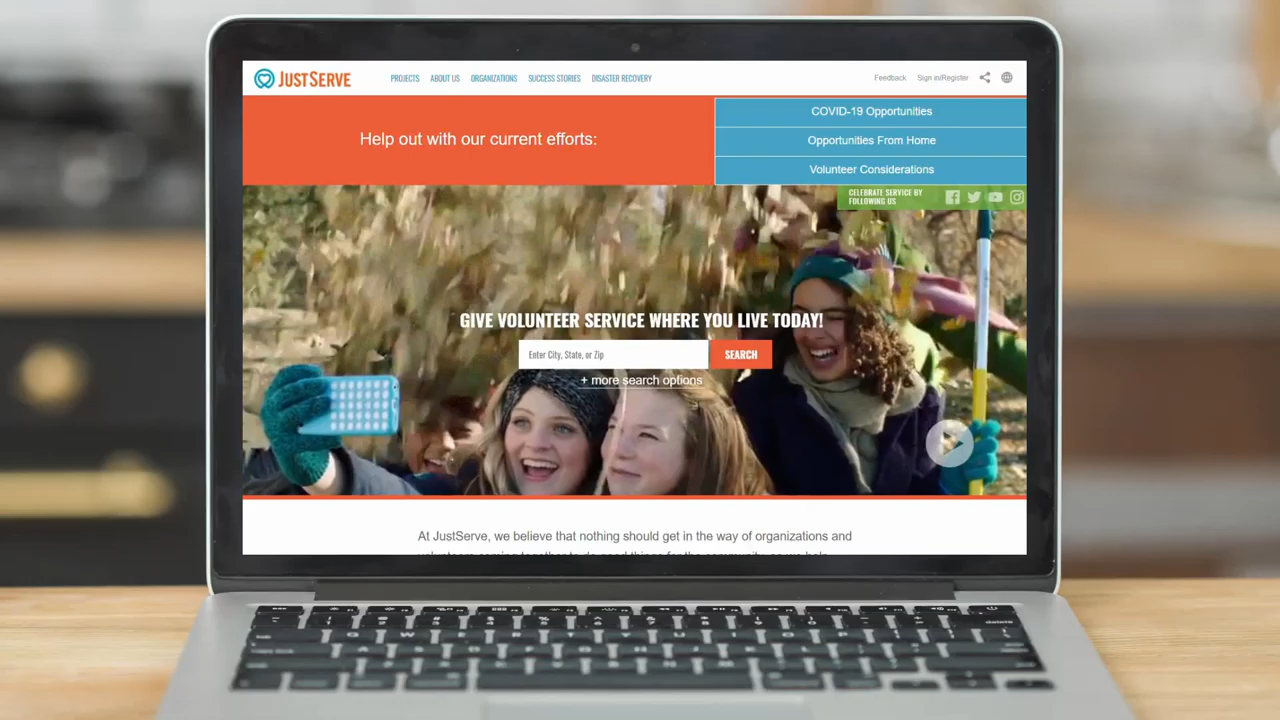 JUSTSERVE
PROJECTS ABOUT US ORGANIZATIONS SUCCESS STORIES DISASTER RECOVERY
Feedback Sign in/Register
Help out with our current efforts:
COVID-19 Opportunities
Opportunities From Home
Volunteer Considerations
CELEBRATE SERVICE BY
FOLLOWING US
GIVE VOLUNTEER SERVICE WHERE YOU LIVE TODAY!
Enter City, State, or Zip
SEARCH
+ more search options
At JustServe, we believe that nothing should get in the way of organizations and